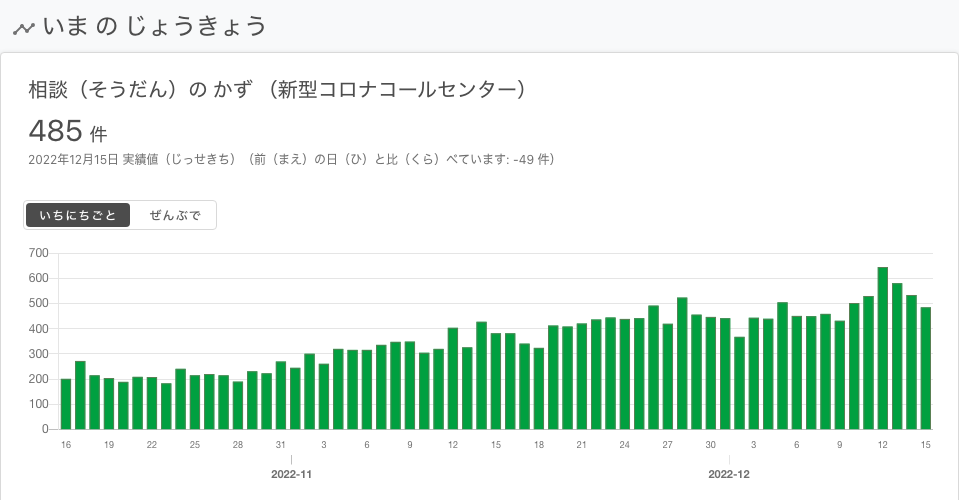 いま の じょうきょう
相談（そうだん）の かず （新型コロナコールセンター）
485 件
2022年12月15日 実績値（じっせきち）（前（まえ）の日（ひ）と比（くら）べています: -49 件）
いちにちごと ぜんぶで
700
600
500
400
300
200
100
0
16 19 22 25 28 31 3 6 9 12 15 18 21 24 27 30 3 6 9 12 15
2022-11 2022-12